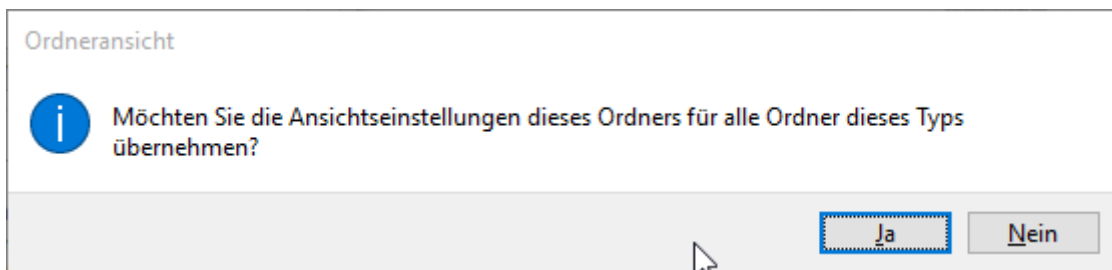 Ordneransicht
Möchten Sie die Ansichtseinstellungen dieses Ordners für alle Ordner dieses Typs
übernehmen?
Ja
Nein